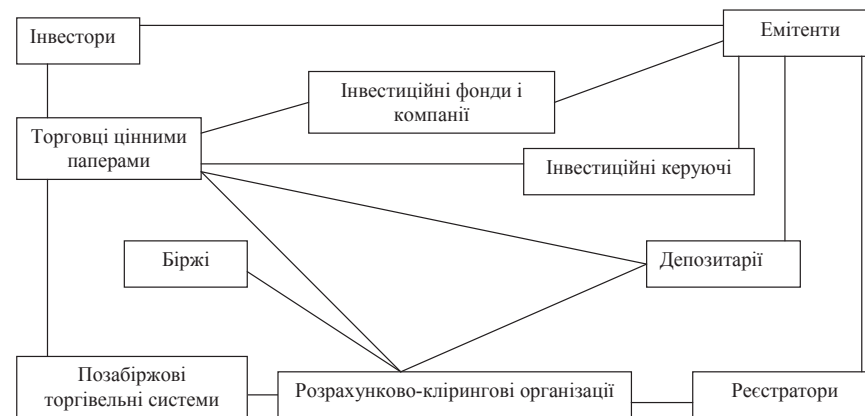 Інвестори
Емітенти
Інвестиційні фонди і
компанії
Торговці цінними
паперами
Інвестиційні керуючі
Біржі
Депозитарії
Позабіржові
торгівельні системи
Розрахунково-клірингові організації
Реєстратори